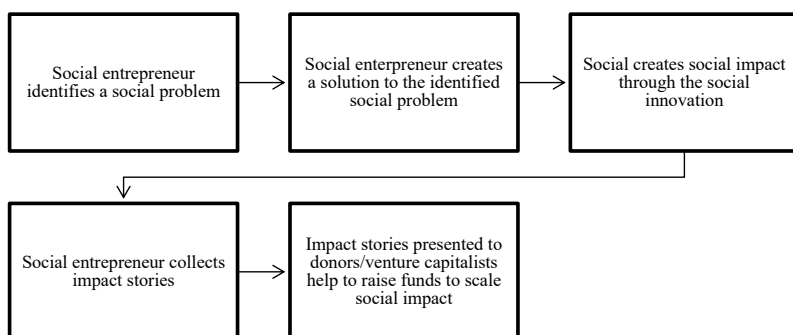 Social entrepreneur
identifies a social problem
Social enterpreneur creates
a solution to the identified
social problem
Social creates social impact
through the social
innovation
Social entrepreneur collects
impact stories
Impact stories presented to
donors/venture capitalists
help to raise funds to scale
social impact